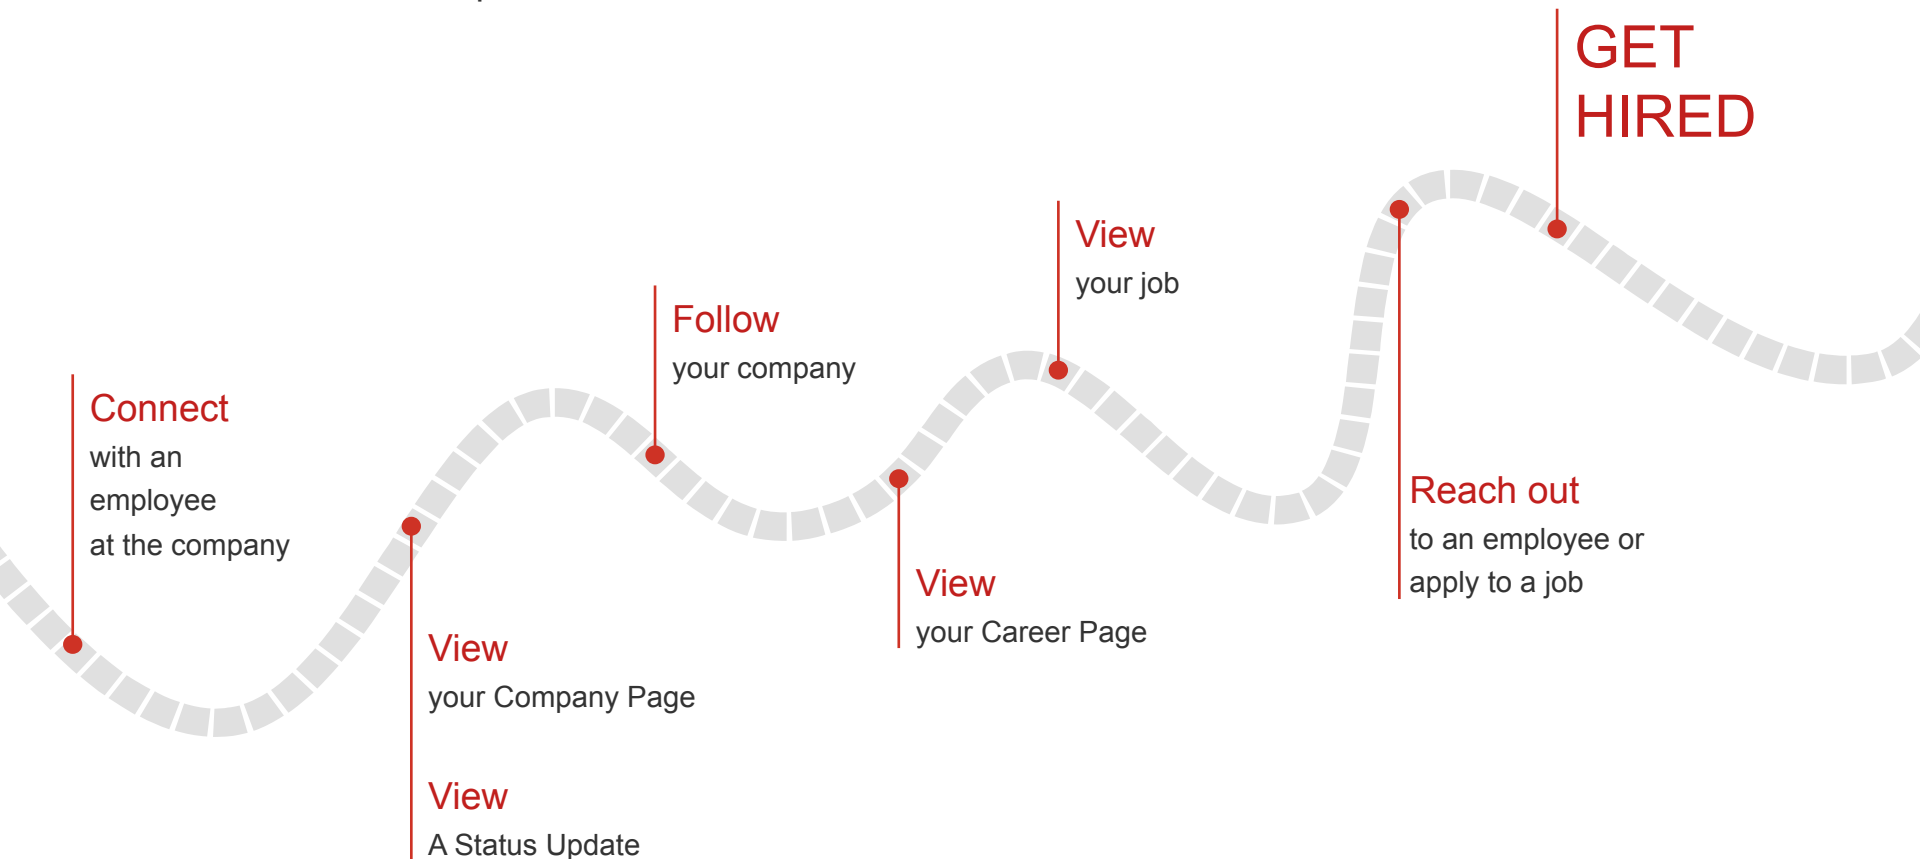 Connect
with an
employee
at the company
View
your Company Page
View
A Status Update
Follow
your company
View
your Career Page
View
your job
Reach out
to an employee or
apply to a job
GET
HIRED